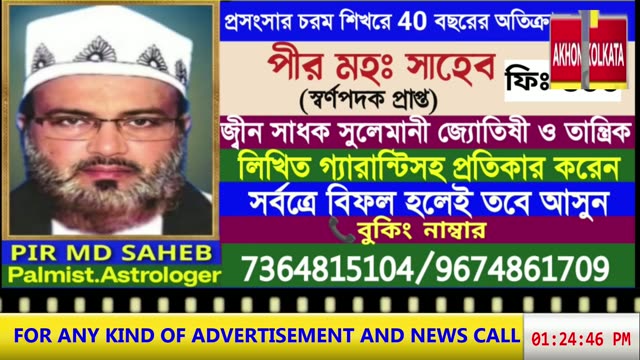 প্রসংসার চরম শিখরে 40 বছরের
AKHON KOLKATA
পীর মহঃ সাহেব
ফিঃ
(স্বর্ণপদক প্রাপ্ত)
জ্বীন সাধক সুলেমানী জ্যোতিষী ও তান্ত্রিক
লিখিত গ্যারান্টিসহ প্রতিকার করেন
সর্বত্রে বিফল হলেই তবে আসুন
বুকিং নাম্বার
PIR MD SAHEB
Palmist.Astrologer
7364815104/9674861709
FOR ANY KIND OF ADVERTISEMENT AND NEWS CALL
01:24:46 PM